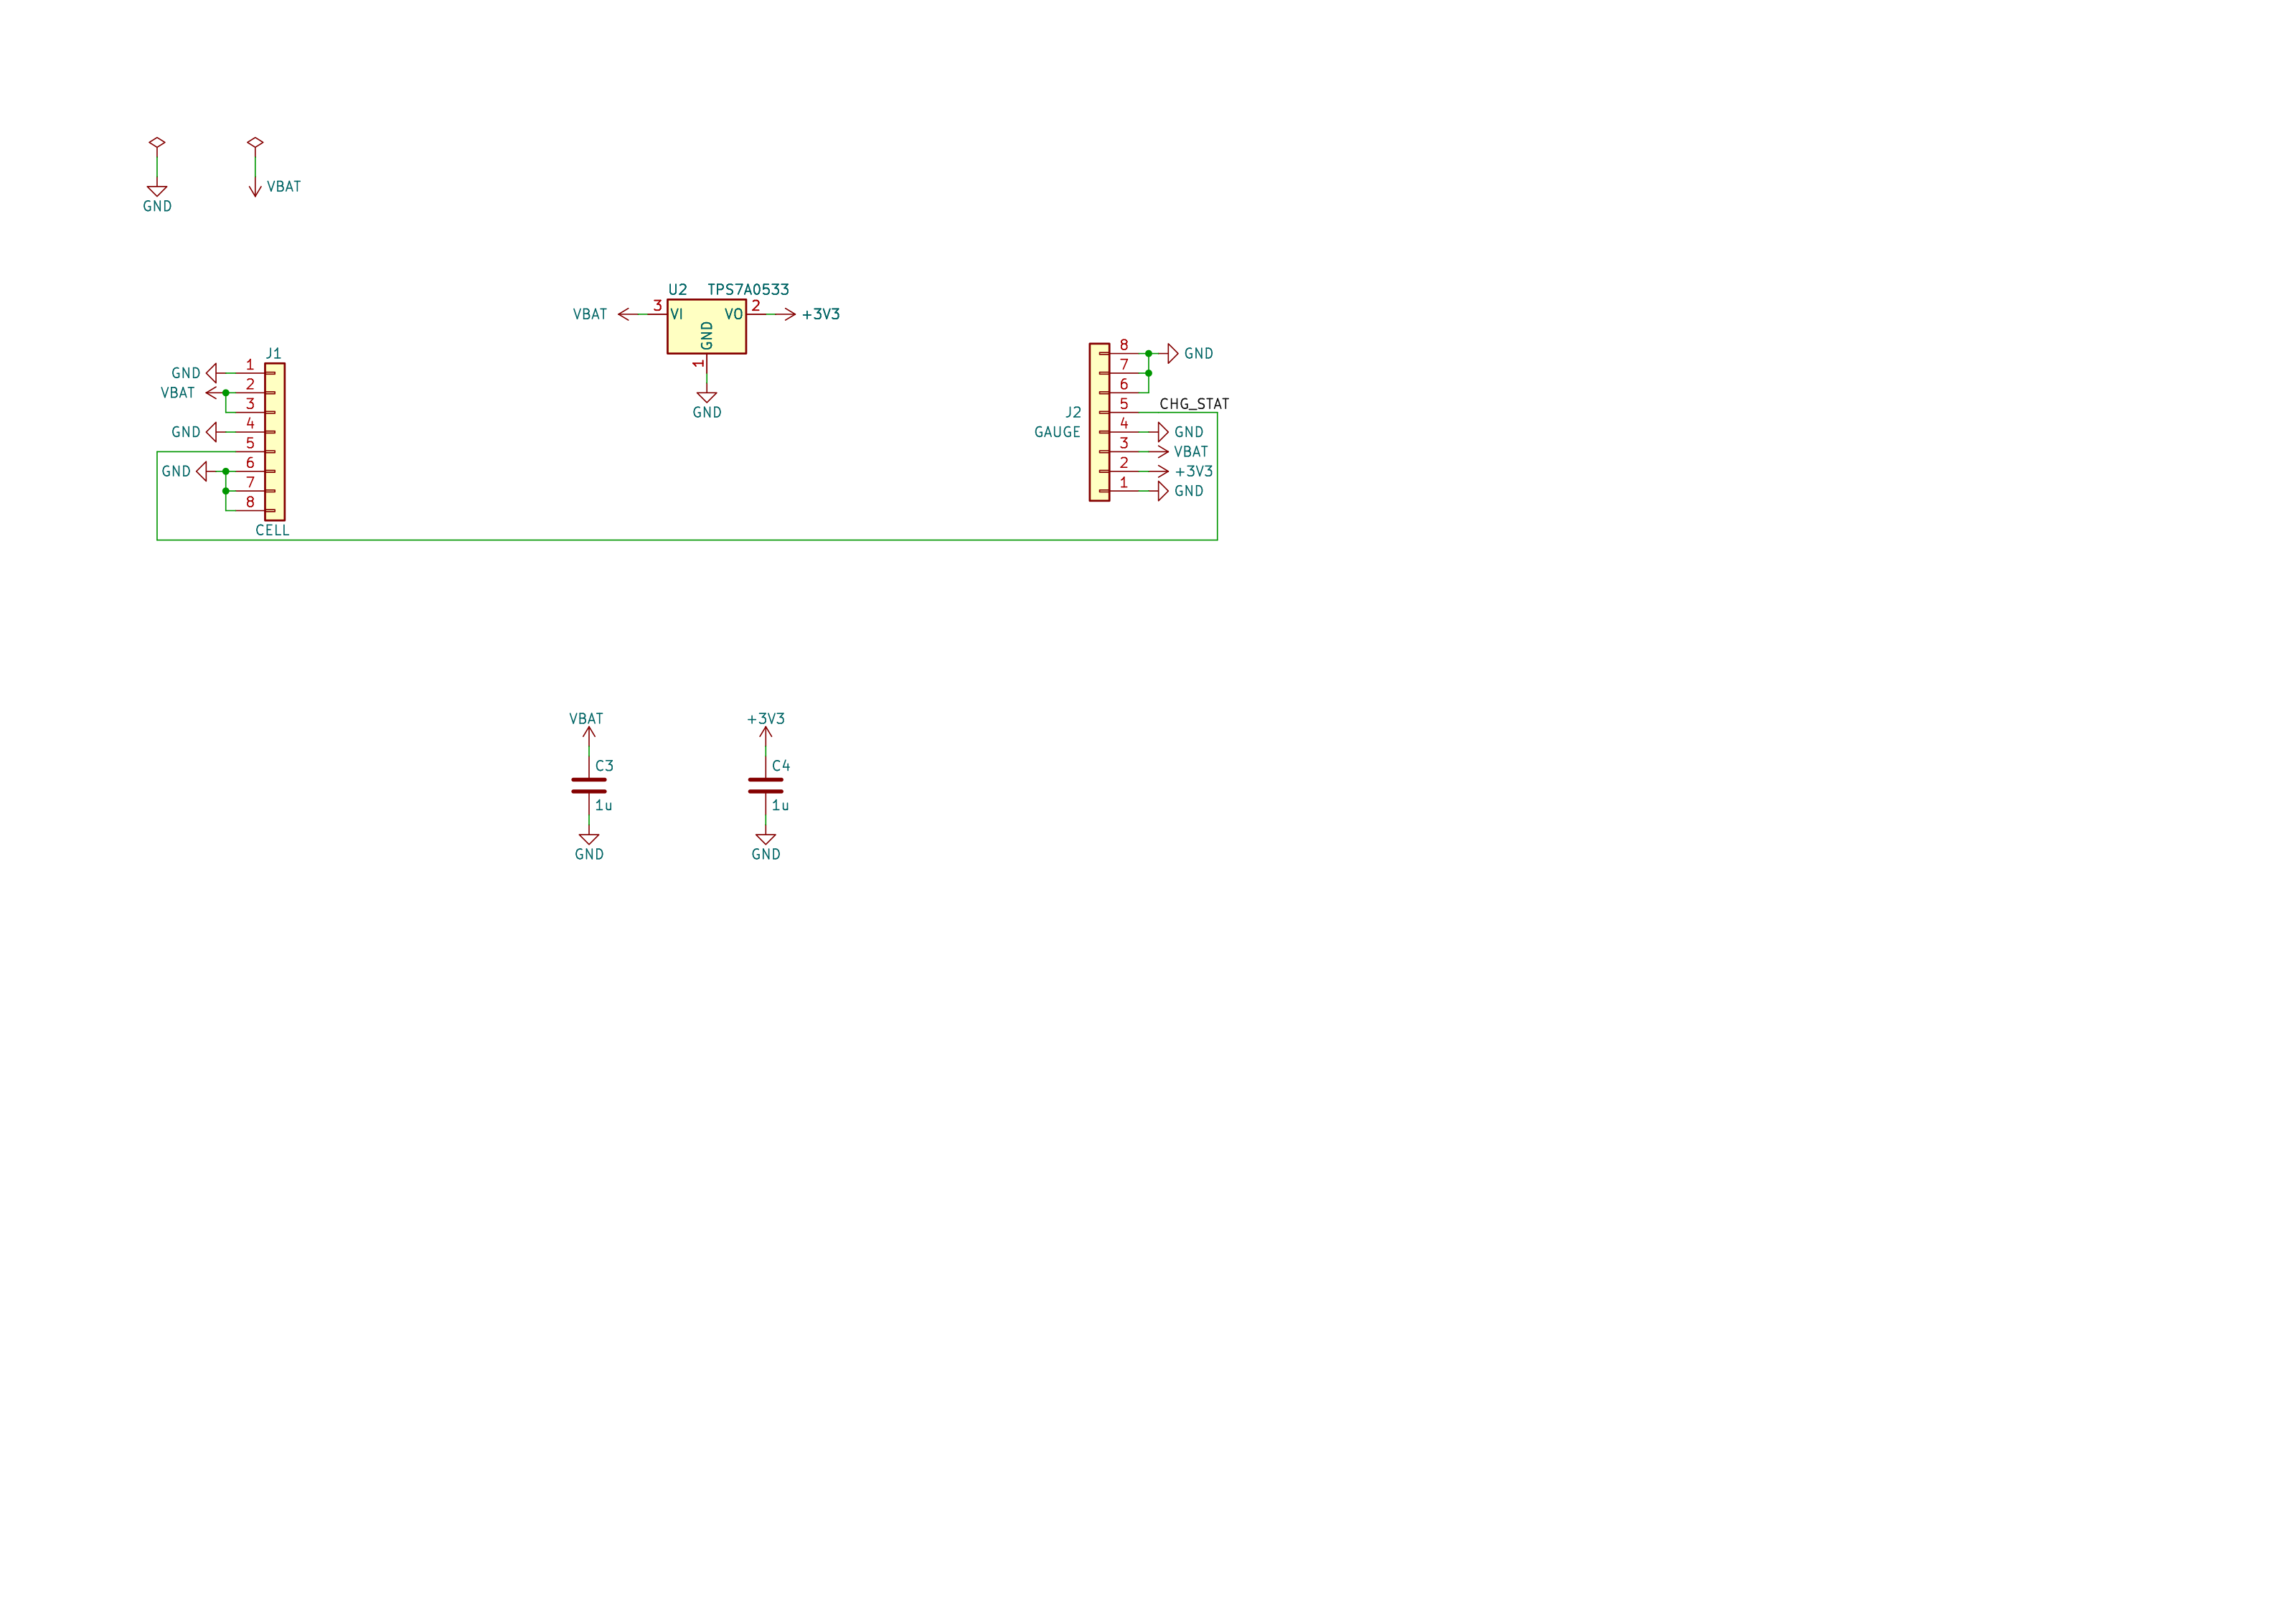 GND
VBAT
U2 TPS7A0533
VBAT 3 VI VO 2 +3V3
GND
1
GND
J1
GND 1
VBAT 2
3
GND 4
5
GND 6
7
8
CELL
8 GND
7
6
5 CHG_STAT
J2
GAUGE
4 GND
3 VBAT
2 +3V3
1 GND
VBAT
C3
1u
GND
+3V3
C4
1u
GND